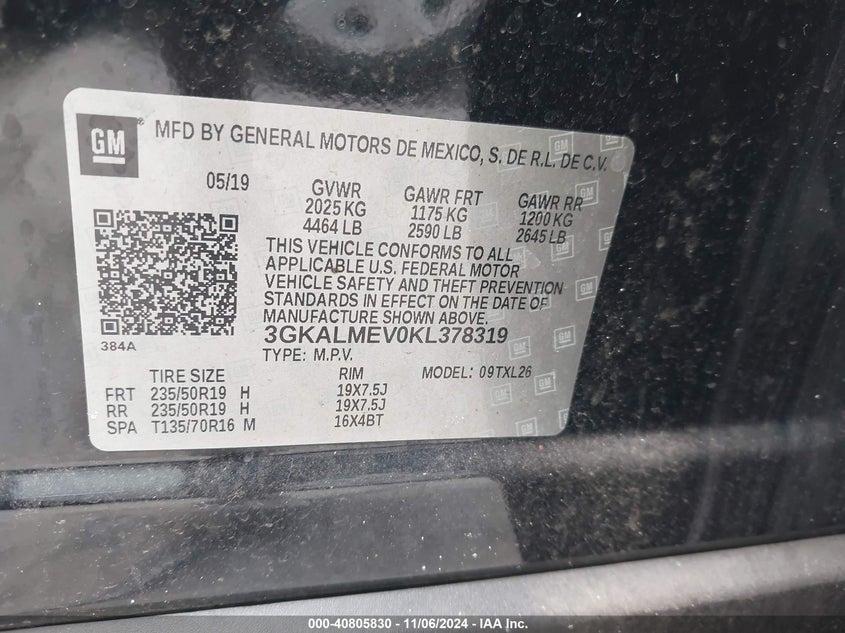 GM
MFD BY GENERAL MOTORS DE MEXICO, S. DE R.L. DE C.V.
05/19 GVWR GAWR FRT GAWR RR
2025 KG 1175 KG 1200 KG
4464 LB 2590 LB 2645 LB
THIS VEHICLE CONFORMS TO ALL
APPLICABLE U.S. FEDERAL MOTOR
VEHICLE SAFETY AND THEFT PREVENTION
STANDARDS IN EFFECT ON THE DATE OF
MANUFACTURE SHOWN ABOVE.
384A
3GKALMEV0KL378319
TYPE: M.P.V.
TIRE SIZE RIM MODEL: 09TXL26
FRT 235/50R19 H 19X7.5J
RR 235/50R19 H 19X7.5J
SPA T135/70R16 M 16X4BT
000-40805830 - 11/06/2024 - IAA Inc.